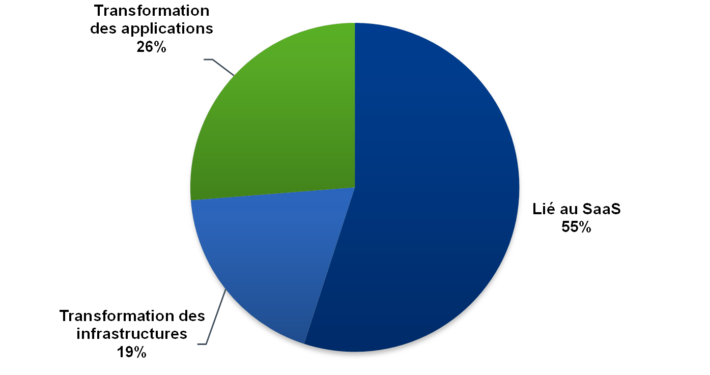 Transformation
des applications
26%
Lié au SaaS
55%
Transformation des
infrastructures
19%